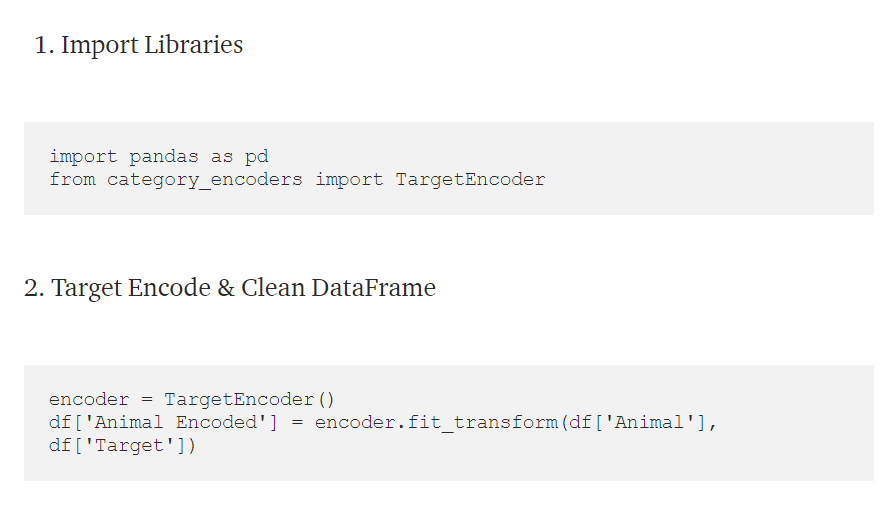 1. Import Libraries
import pandas as pd
from category_encoders import TargetEncoder
2. Target Encode & Clean DataFrame
encoder = TargetEncoder()
df['Animal Encoded'] = encoder.fit_transform(df['Animal'],
df['Target'])